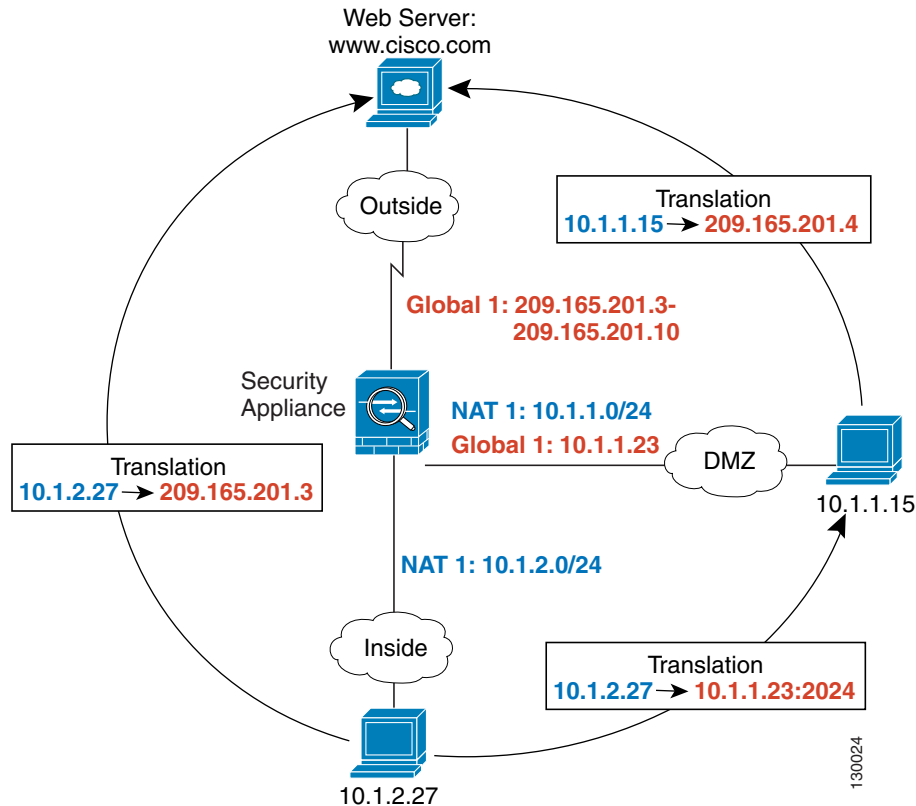 Web Server:
www.cisco.com
Outside
Translation
10.1.1.15 → 209.165.201.4
Global 1: 209.165.201.3-
209.165.201.10
Security
Appliance
NAT 1: 10.1.1.0/24
Global 1: 10.1.1.23
DMZ
10.1.1.15
Translation
10.1.2.27 → 209.165.201.3
NAT 1: 10.1.2.0/24
Inside
Translation
10.1.2.27 → 10.1.1.23:2024
10.1.2.27
130024